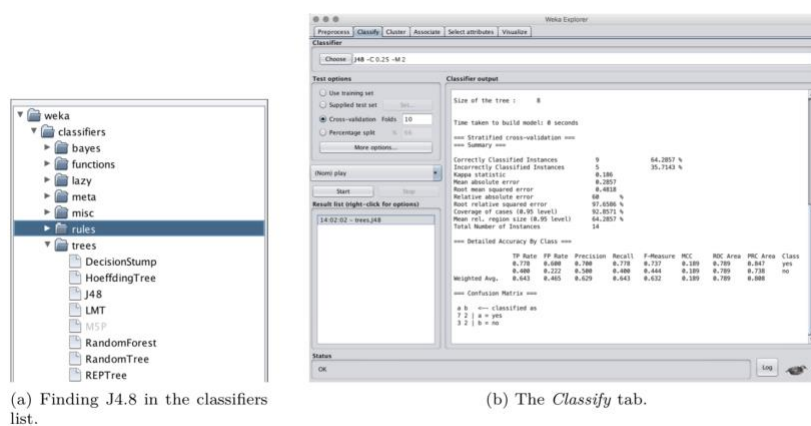 weka
classifiers
bayes
functions
lazy
meta
misc
rules
trees
DecisionStump
HoeffdingTree
J48
LMT
M5P
RandomForest
RandomTree
REPTree
(a) Finding J4.8 in the classifiers
list.
Weka Explorer
Preprocess Classify Cluster Associate Select attributes Visualize
Classifier
Choose J48 -C 0.25 -M 2
Test options
Use training set
Supplied test set Set...
Cross-validation Folds 10
Percentage split % 66
More options...
(Nom) play
Start Stop
Result list (right-click for options)
14:02:02 - trees.J48
Classifier output
Size of the tree : 8
Time taken to build model: 0 seconds
=== Stratified cross-validation ===
=== Summary ===
Correctly Classified Instances 9 64.2857 %
Incorrectly Classified Instances 5 35.7143 %
Kappa statistic 0.186
Mean absolute error 0.2857
Root mean squared error 0.4818
Relative absolute error 60 %
Root relative squared error 97.6586 %
Coverage of cases (0.95 level) 92.8571 %
Mean rel. region size (0.95 level) 64.2857 %
Total Number of Instances 14
=== Detailed Accuracy By Class ===
TP Rate FP Rate Precision Recall F-Measure MCC ROC Area PRC Area Class
0.778 0.600 0.700 0.778 0.737 0.189 0.789 0.847 yes
0.400 0.222 0.500 0.400 0.444 0.189 0.789 0.738 no
Weighted Avg. 0.643 0.465 0.629 0.643 0.632 0.189 0.789 0.808
=== Confusion Matrix ===
a b <-- classified as
7 2 | a = yes
3 2 | b = no
Status
OK
Log
(b) The Classify tab.